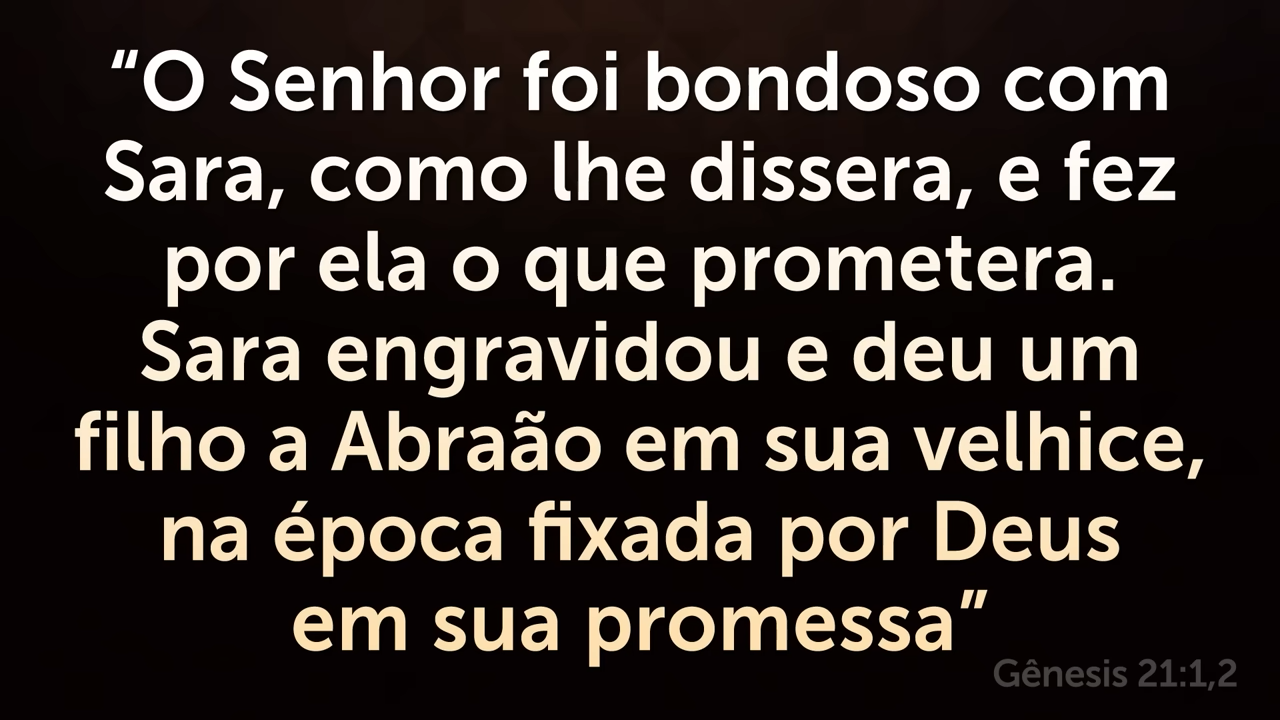 “O Senhor foi bondoso com
Sara, como lhe dissera, e fez
por ela o que prometera.
Sara engravidou e deu um
filho a Abraão em sua velhice,
na época fixada por Deus
em sua promessa”
Gênesis 21:1,2